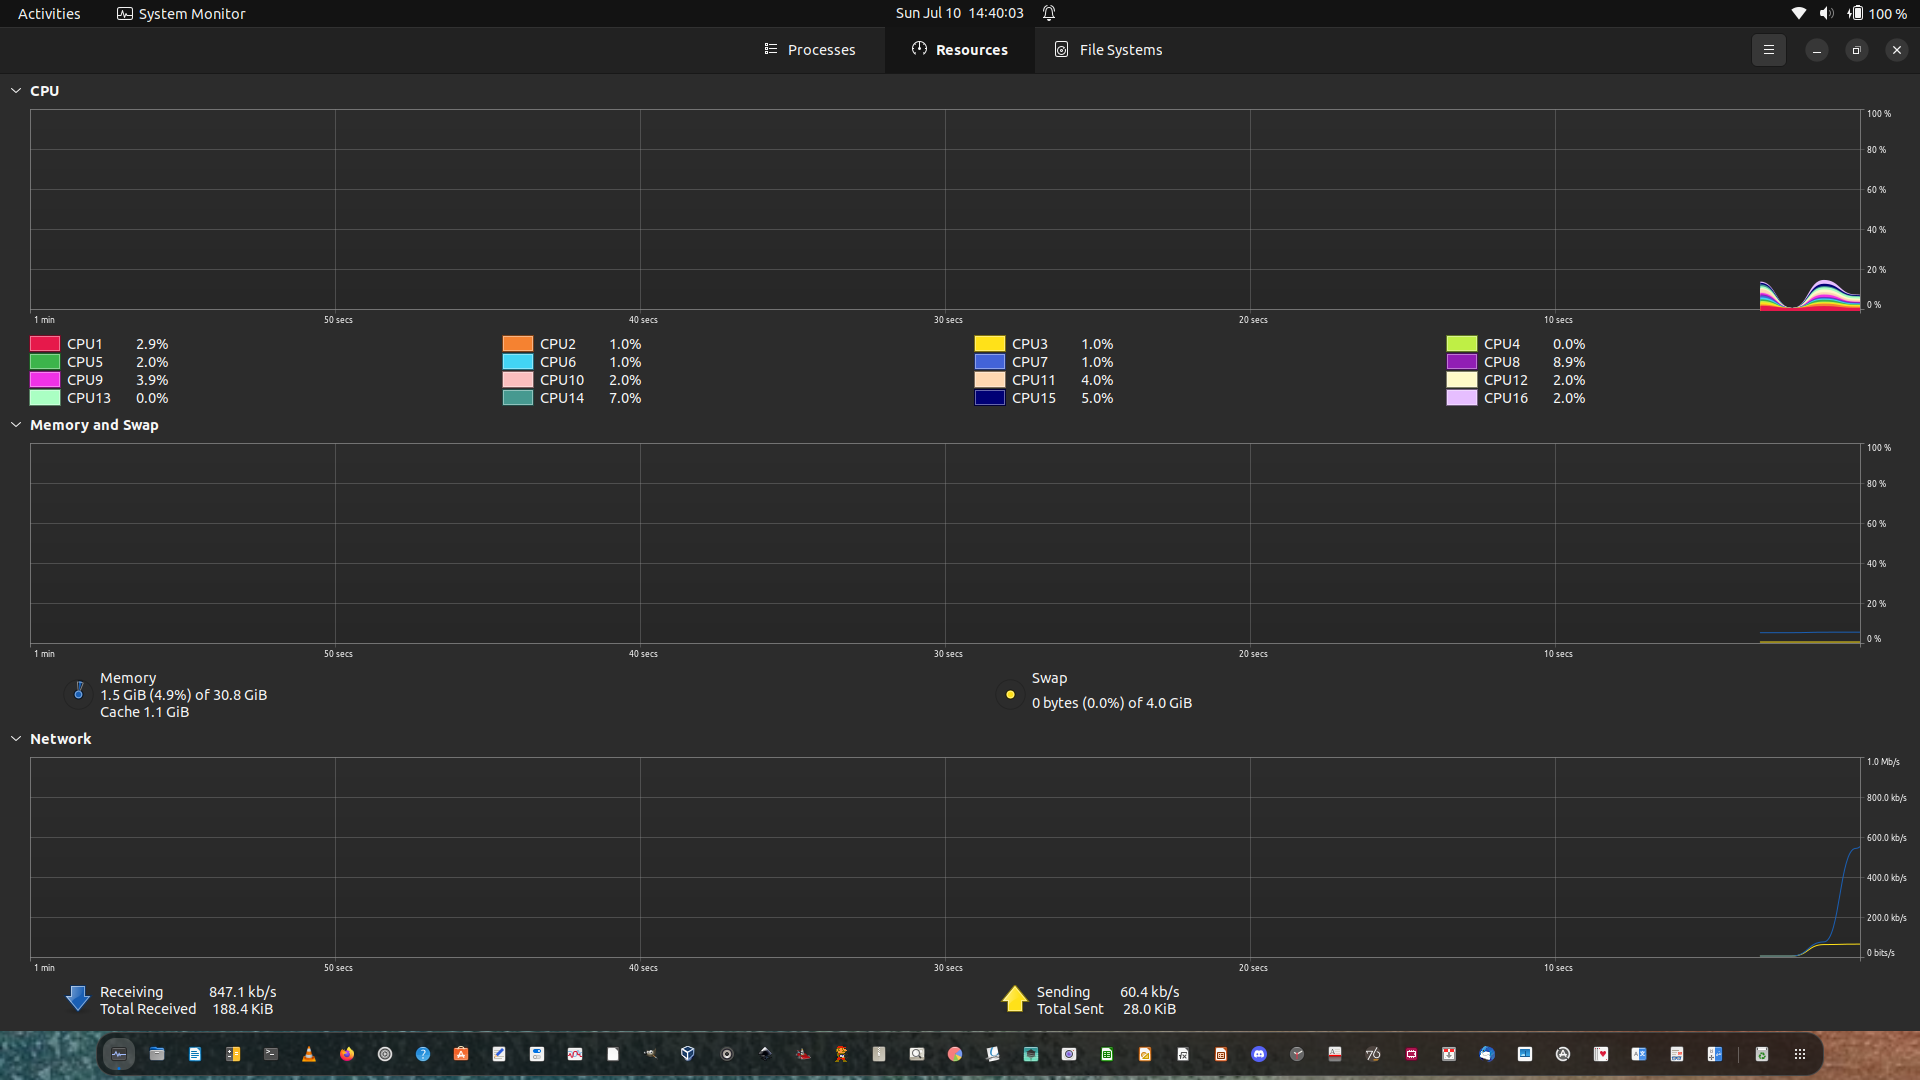 Activities System Monitor Sun Jul 10 14:40:03 100 %
Processes Resources File Systems
CPU
100 %
80 %
60 %
40 %
20 %
0 %
1 min 50 secs 40 secs 30 secs 20 secs 10 secs
CPU1 2.9% CPU2 1.0% CPU3 1.0% CPU4 0.0%
CPU5 2.0% CPU6 1.0% CPU7 1.0% CPU8 8.9%
CPU9 3.9% CPU10 2.0% CPU11 4.0% CPU12 2.0%
CPU13 0.0% CPU14 7.0% CPU15 5.0% CPU16 2.0%
Memory and Swap
100 %
80 %
60 %
40 %
20 %
0 %
1 min 50 secs 40 secs 30 secs 20 secs 10 secs
Memory Swap
1.5 GiB (4.9%) of 30.8 GiB 0 bytes (0.0%) of 4.0 GiB
Cache 1.1 GiB
Network
1.0 Mb/s
800.0 kb/s
600.0 kb/s
400.0 kb/s
200.0 kb/s
0 bits/s
1 min 50 secs 40 secs 30 secs 20 secs 10 secs
Receiving 847.1 kb/s Sending 60.4 kb/s
Total Received 188.4 KiB Total Sent 28.0 KiB